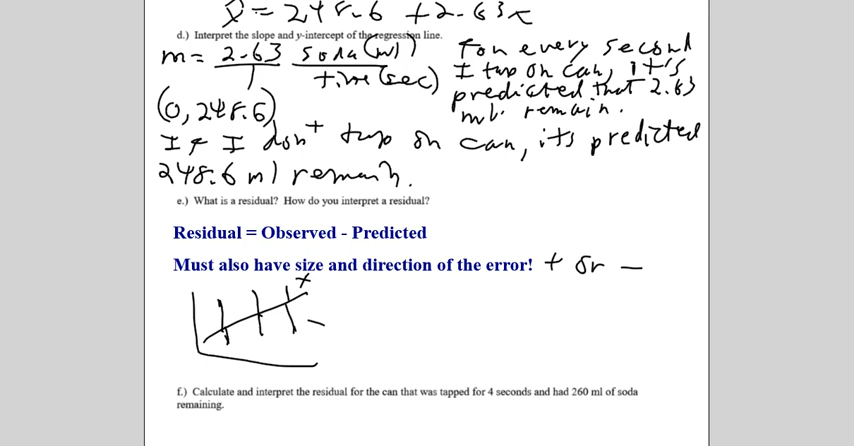 ŷ = 248.6 + 2.63x
d.) Interpret the slope and y-intercept of the regression line.
m = 2.63 soda (ml)
1 time (sec)
For every second
I tap on can, it's
predicted that 2.63
ml. remain.
(0, 248.6)
If I don't tap on can, its predicted
248.6 ml remain.
e.) What is a residual? How do you interpret a residual?
Residual = Observed - Predicted
Must also have size and direction of the error! + or –
+
–
f.) Calculate and interpret the residual for the can that was tapped for 4 seconds and had 260 ml of soda
remaining.